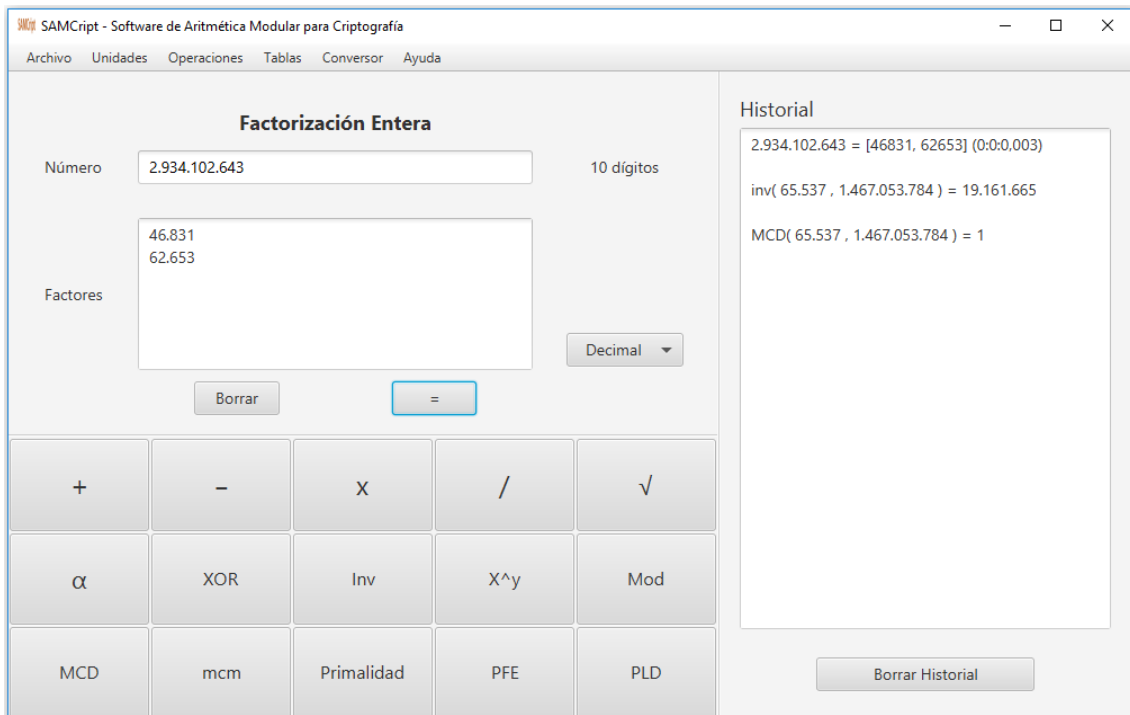 SAMCript SAMCript - Software de Aritmética Modular para Criptografía
Archivo Unidades Operaciones Tablas Conversor Ayuda
Factorización Entera
Número 2.934.102.643 10 dígitos
46.831
62.653
Factores
Decimal
Borrar =
+ − x / √
α XOR Inv X^y Mod
MCD mcm Primalidad PFE PLD
Historial
2.934.102.643 = [46831, 62653] (0:0:0,003)
inv( 65.537 , 1.467.053.784 ) = 19.161.665
MCD( 65.537 , 1.467.053.784 ) = 1
Borrar Historial